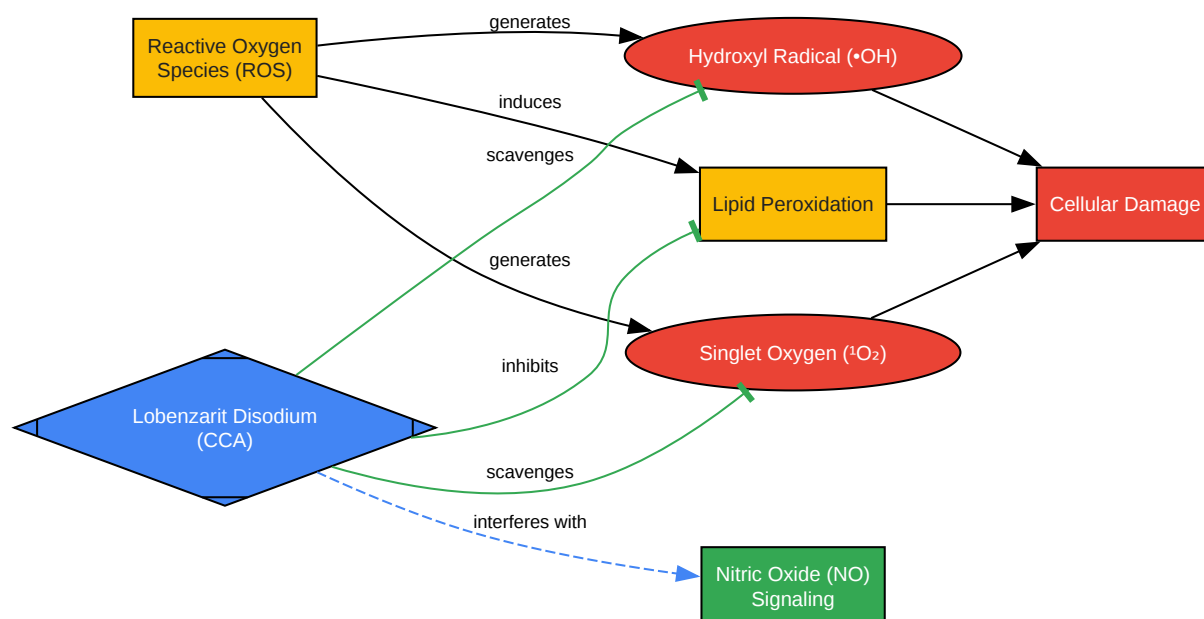 generates
Reactive Oxygen
Species (ROS)
Hydroxyl Radical (•OH)
induces
scavenges
Lipid Peroxidation
Cellular Damage
generates
Singlet Oxygen (¹O₂)
inhibits
Lobenzarit Disodium
(CCA)
scavenges
interferes with
Nitric Oxide (NO)
Signaling